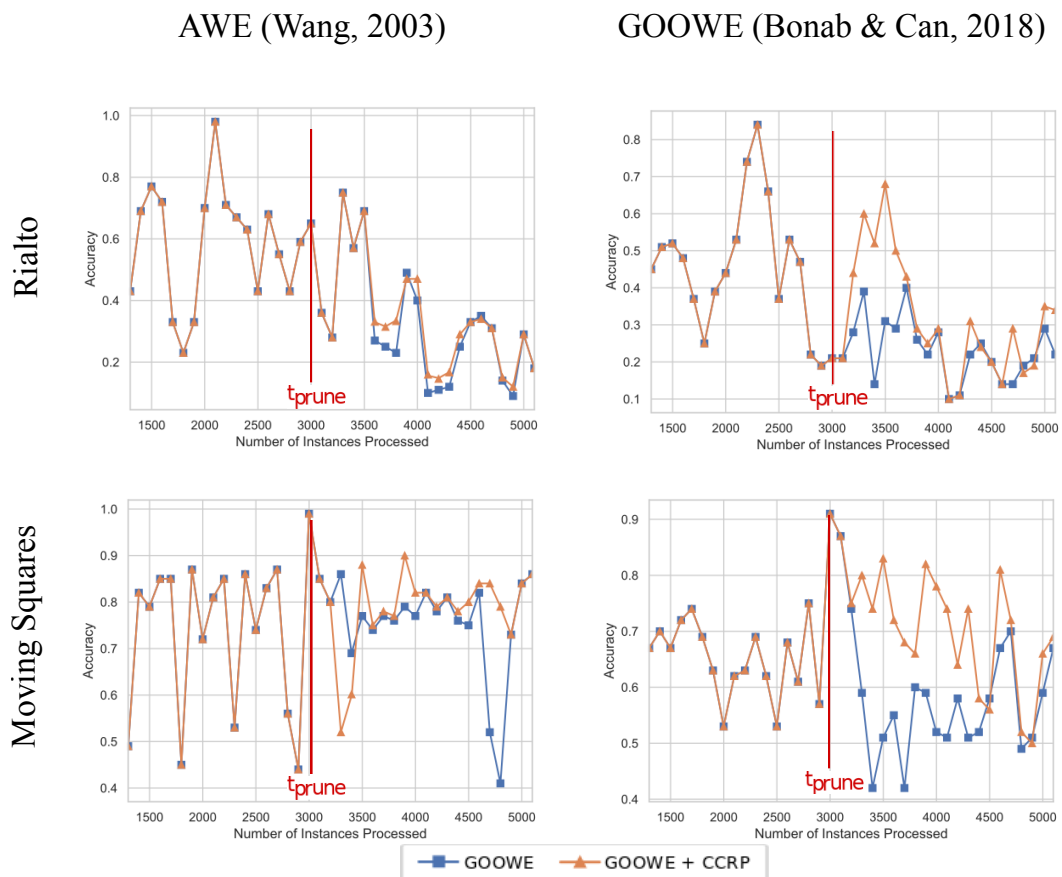 AWE (Wang, 2003)
GOOWE (Bonab & Can, 2018)
Rialto
Accuracy
1.0
0.8
0.6
0.4
0.2
tprune
1500 2000 2500 3000 3500 4000 4500 5000
Number of Instances Processed
Accuracy
0.8
0.7
0.6
0.5
0.4
0.3
0.2
0.1
tprune
1500 2000 2500 3000 3500 4000 4500 5000
Number of Instances Processed
Moving Squares
Accuracy
1.0
0.9
0.8
0.7
0.6
0.5
0.4
tprune
1500 2000 2500 3000 3500 4000 4500 5000
Number of Instances Processed
Accuracy
0.9
0.8
0.7
0.6
0.5
0.4
tprune
1500 2000 2500 3000 3500 4000 4500 5000
Number of Instances Processed
GOOWE GOOWE + CCRP